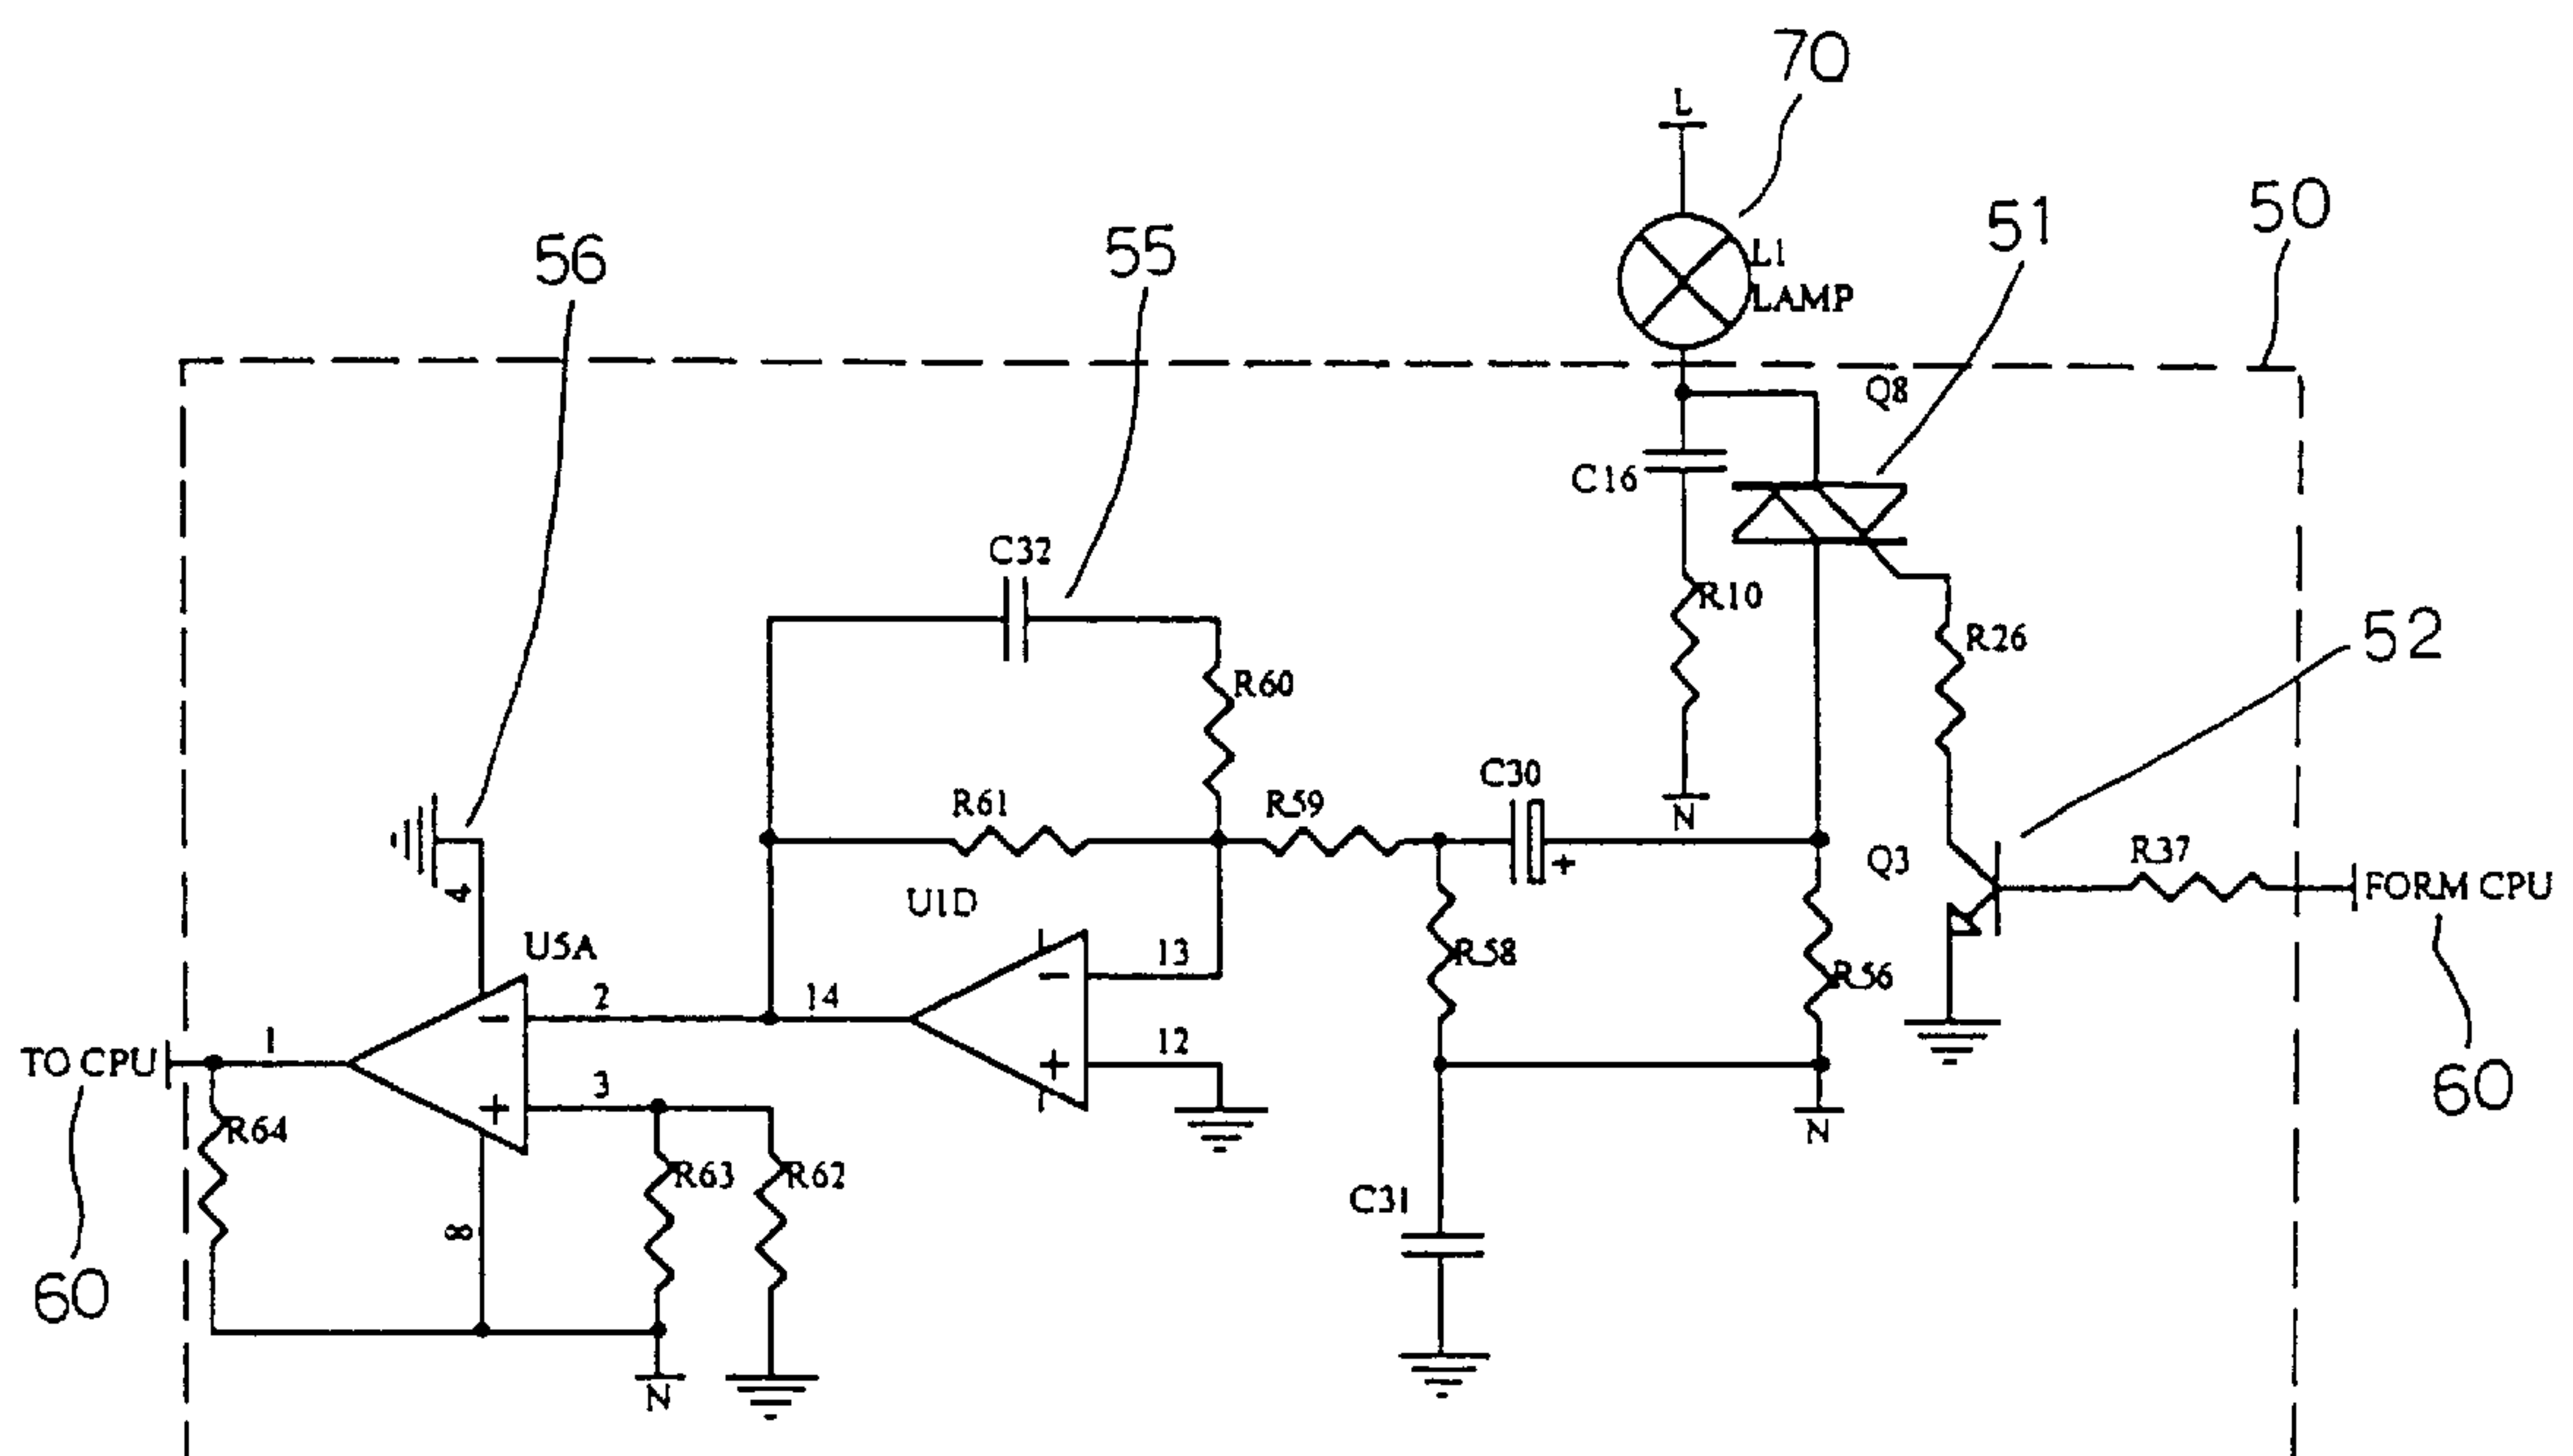 70
L
50
51
56
55
L1
LAMP
Q8
C16
C32
R10
R26
52
R60
C30
R61
R59
N
Q3
R37
FORM CPU
4
U1D
U5A
13
R58
R56
2
14
1
12
TO CPU
3
60
R64
N
R63
R62
C31
8
60
N